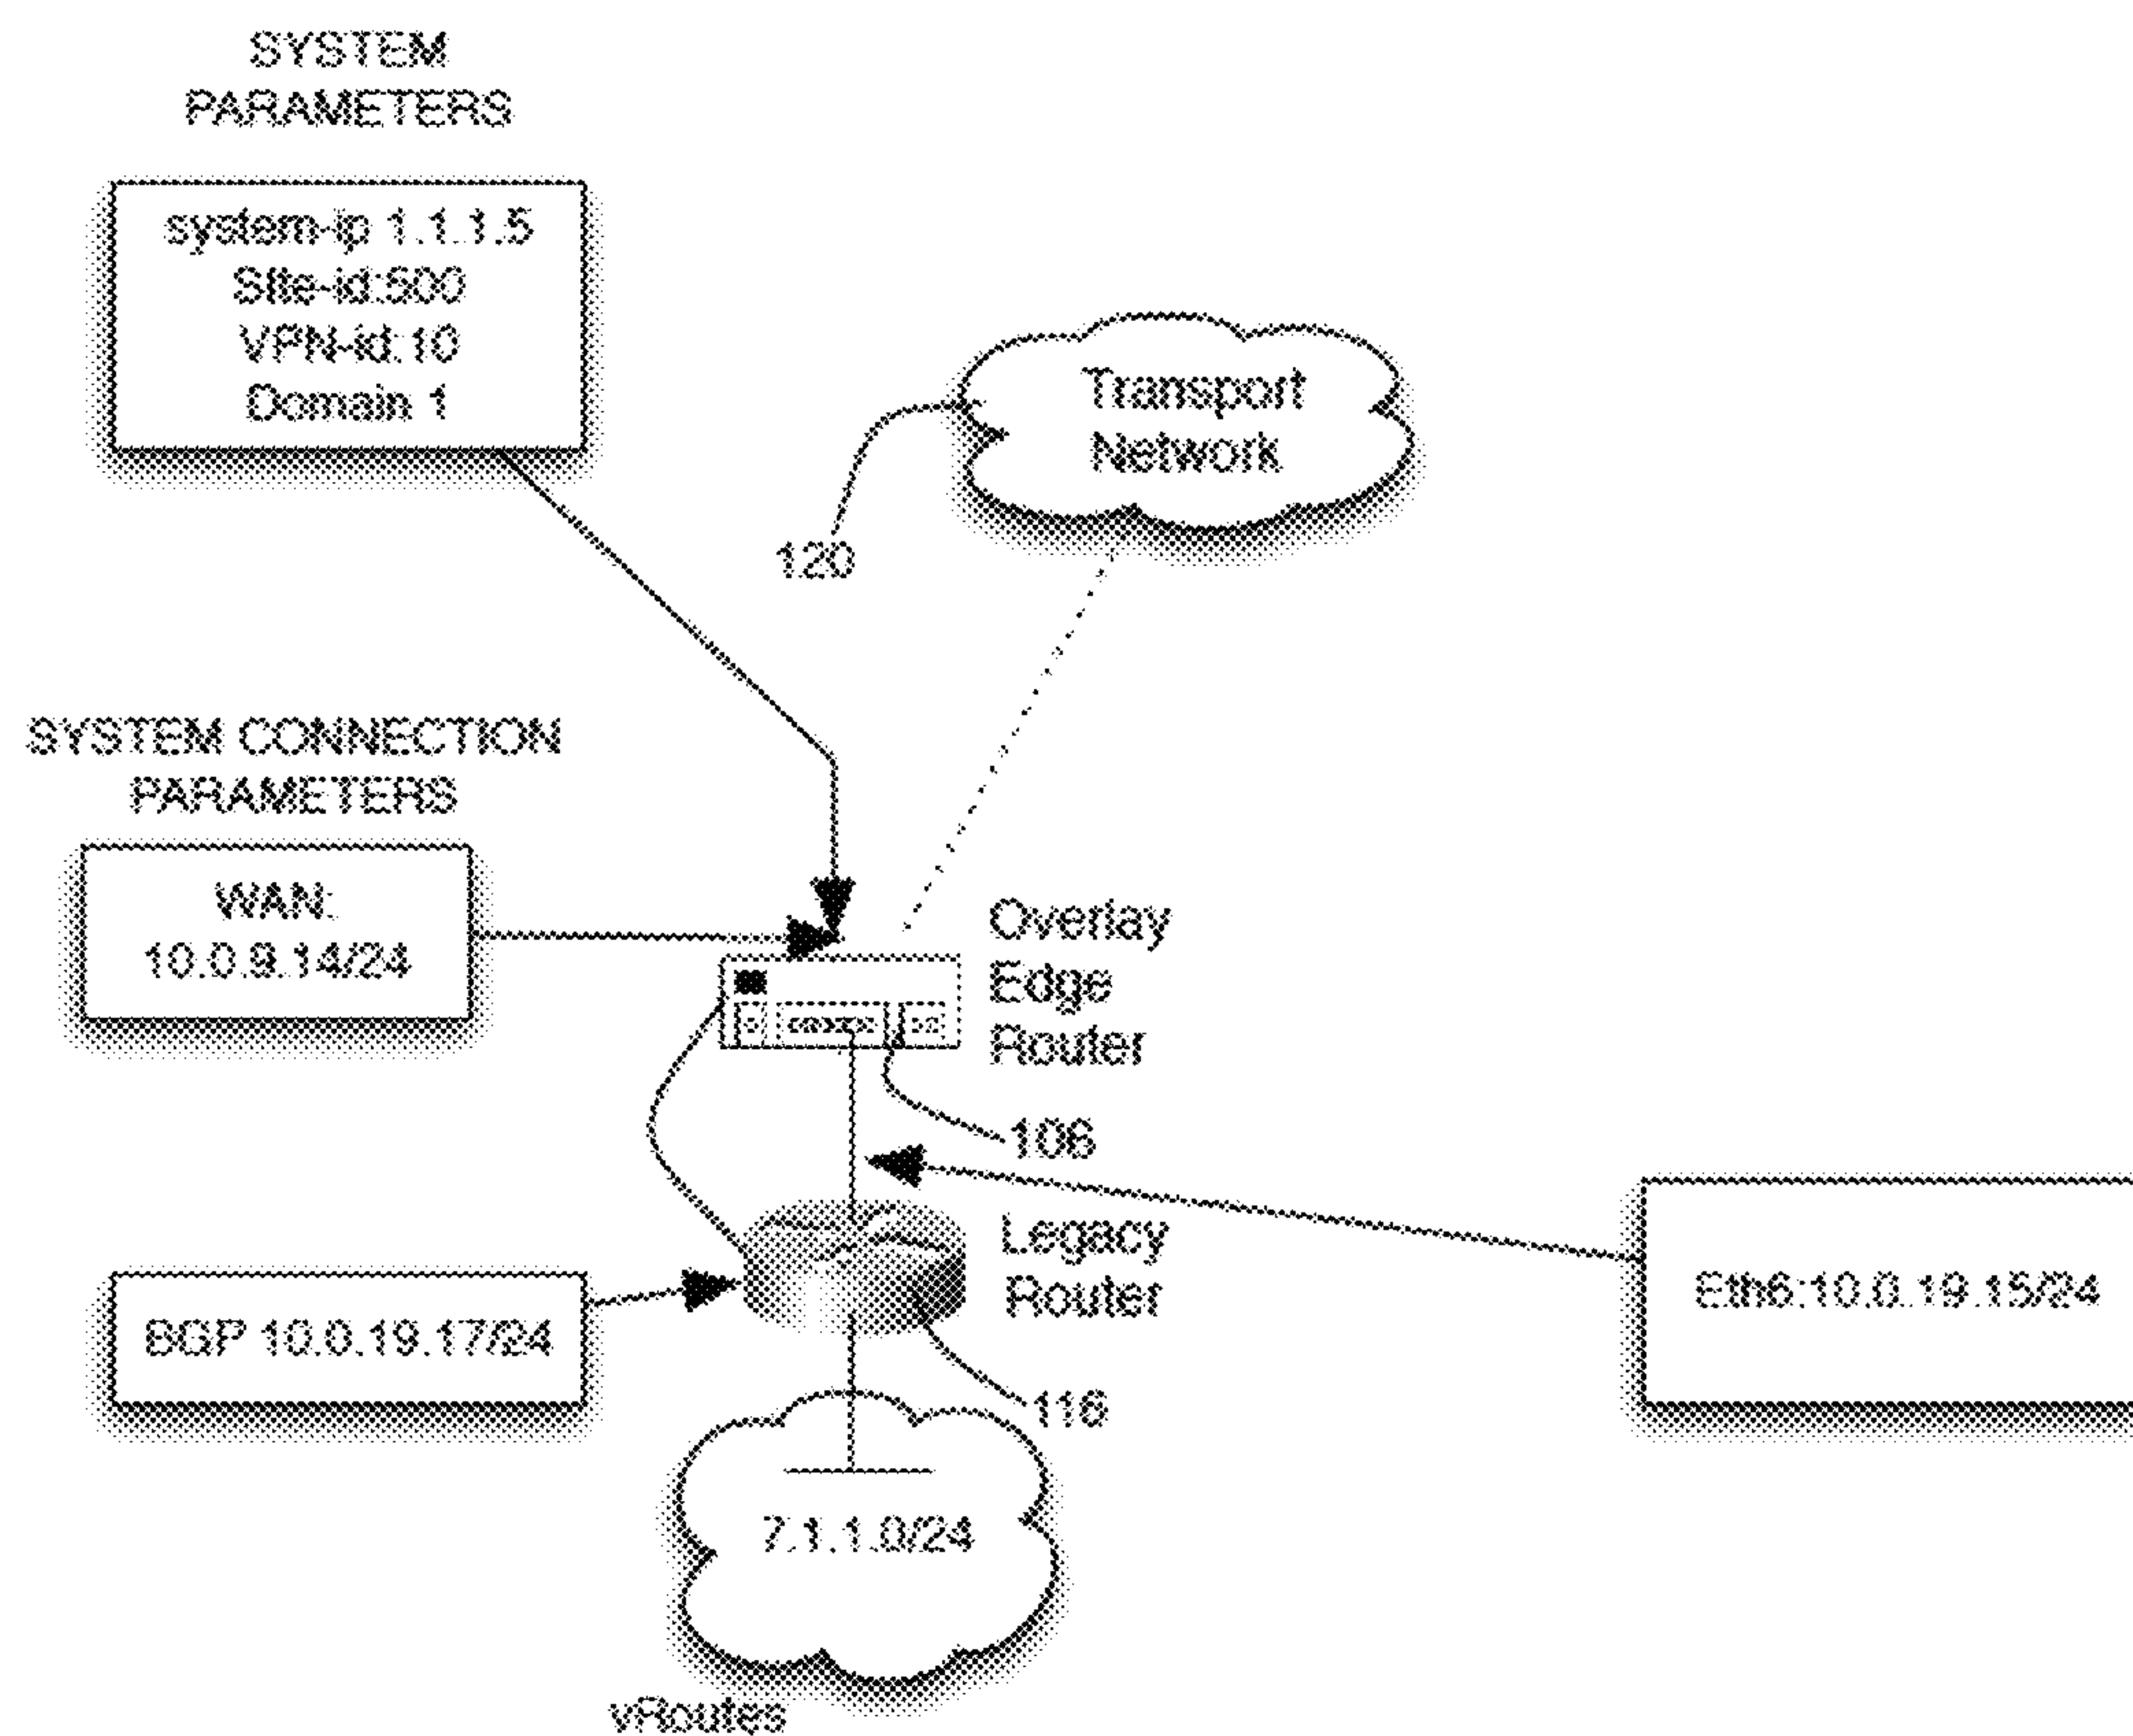 SYSTEM
PARAMETERS
system-ip 1.1.1.5
Site-id:500
VPN-id:10
Domain 1
Transport
Network
120
SYSTEM CONNECTION
PARAMETERS
WAN:
10.0.9.14/24
Overlay
Edge
Router
106
Legacy
Router
Eth6:10.0.19.15/24
BGP 10.0.19.17/24
116
7.1.1.0/24
vRoutes